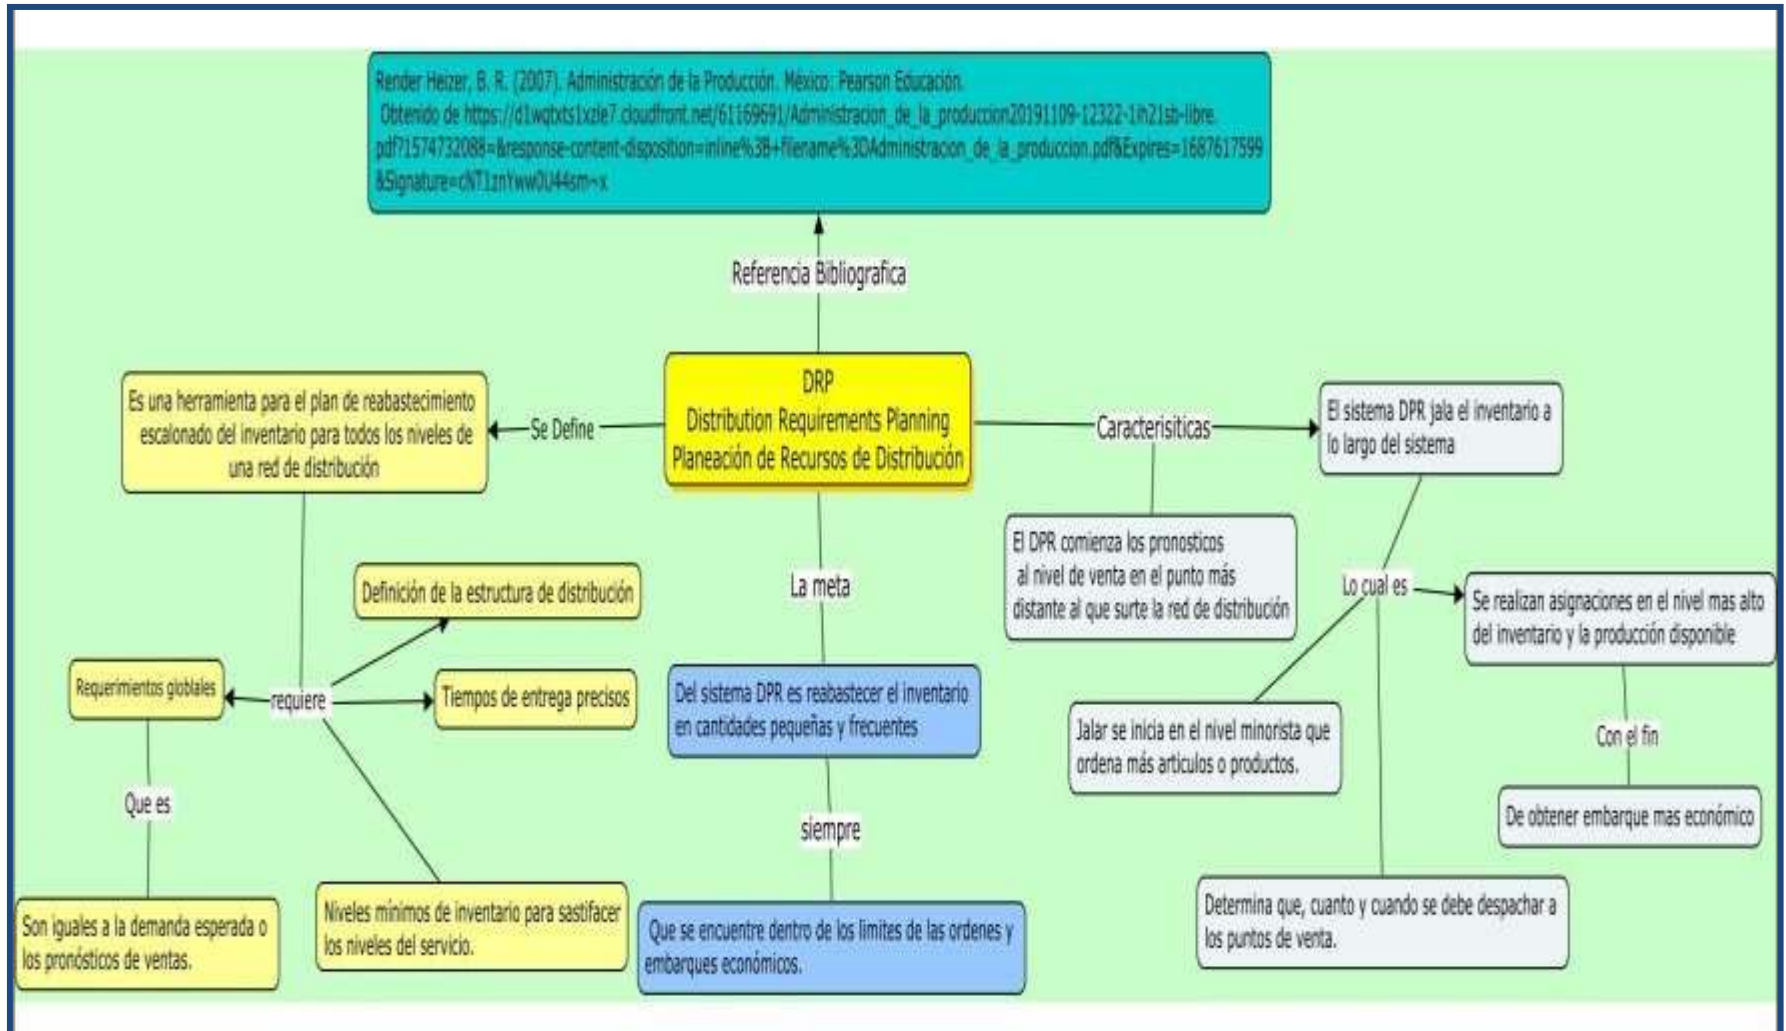 Render Heizer, B. R. (2007). Administración de la Producción. México: Pearson Educación.
Obtenido de https://d1wqtxts1xzle7.cloudfront.net/61169691/Administracion_de_la_produccion20191109-12322-1ih21sb-libre.
pdf?1574732088=&response-content-disposition=inline%3B+filename%3DAdministracion_de_la_produccion.pdf&Expires=1687617599
&Signature=cNT1znYww0U44sm~x
Referencia Bibliografica
DRP
Distribution Requirements Planning
Planeación de Recursos de Distribución
Se Define
Es una herramienta para el plan de reabastecimiento
escalonado del inventario para todos los niveles de
una red de distribución
requiere
Definición de la estructura de distribución
Tiempos de entrega precisos
Requerimientos globlales
Que es
Son iguales a la demanda esperada o
los pronósticos de ventas.
Niveles mínimos de inventario para sastifacer
los niveles del servicio.
La meta
Del sistema DPR es reabastecer el inventario
en cantidades pequeñas y frecuentes
siempre
Que se encuentre dentro de los limites de las ordenes y
embarques económicos.
Caracterisiticas
El DPR comienza los pronosticos
al nivel de venta en el punto más
distante al que surte la red de distribución
El sistema DPR jala el inventario a
lo largo del sistema
Lo cual es
Jalar se inicia en el nivel minorista que
ordena más articulos o productos.
Determina que, cuanto y cuando se debe despachar a
los puntos de venta.
Se realizan asignaciones en el nivel mas alto
del inventario y la producción disponible
Con el fin
De obtener embarque mas económico